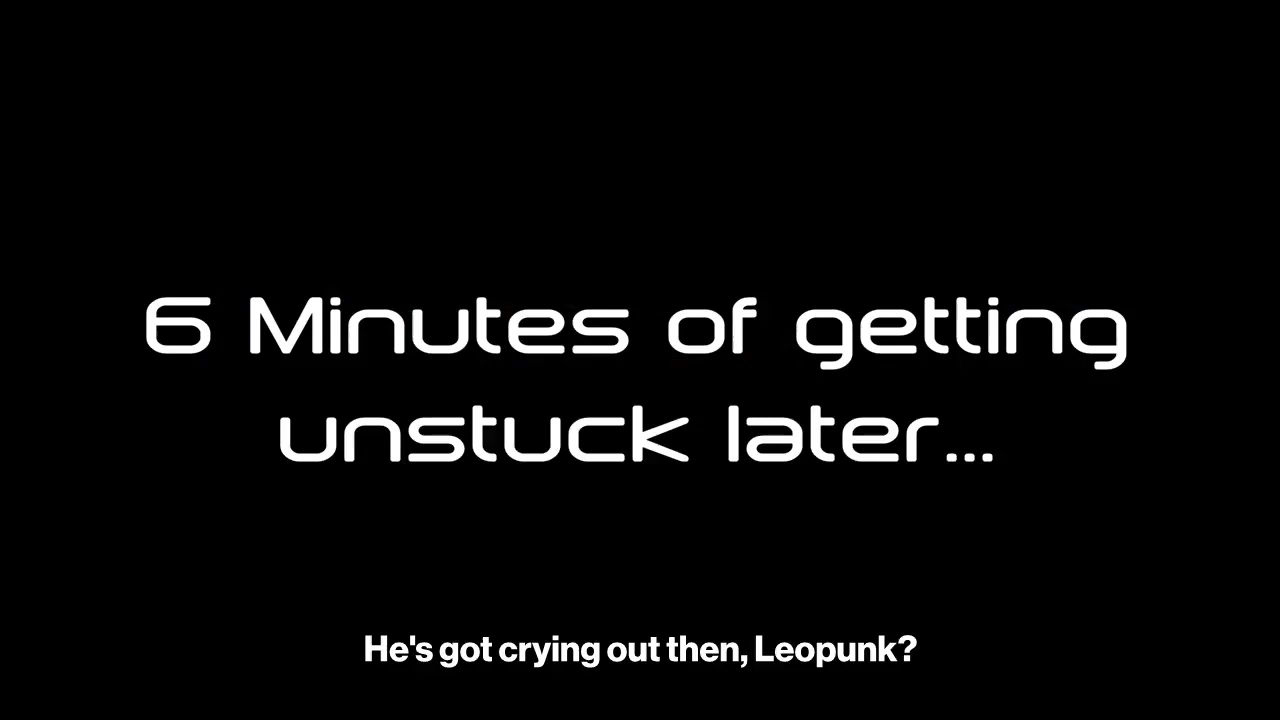 6 Minutes of getting
unstuck later...
He's got crying out then, Leopunk?